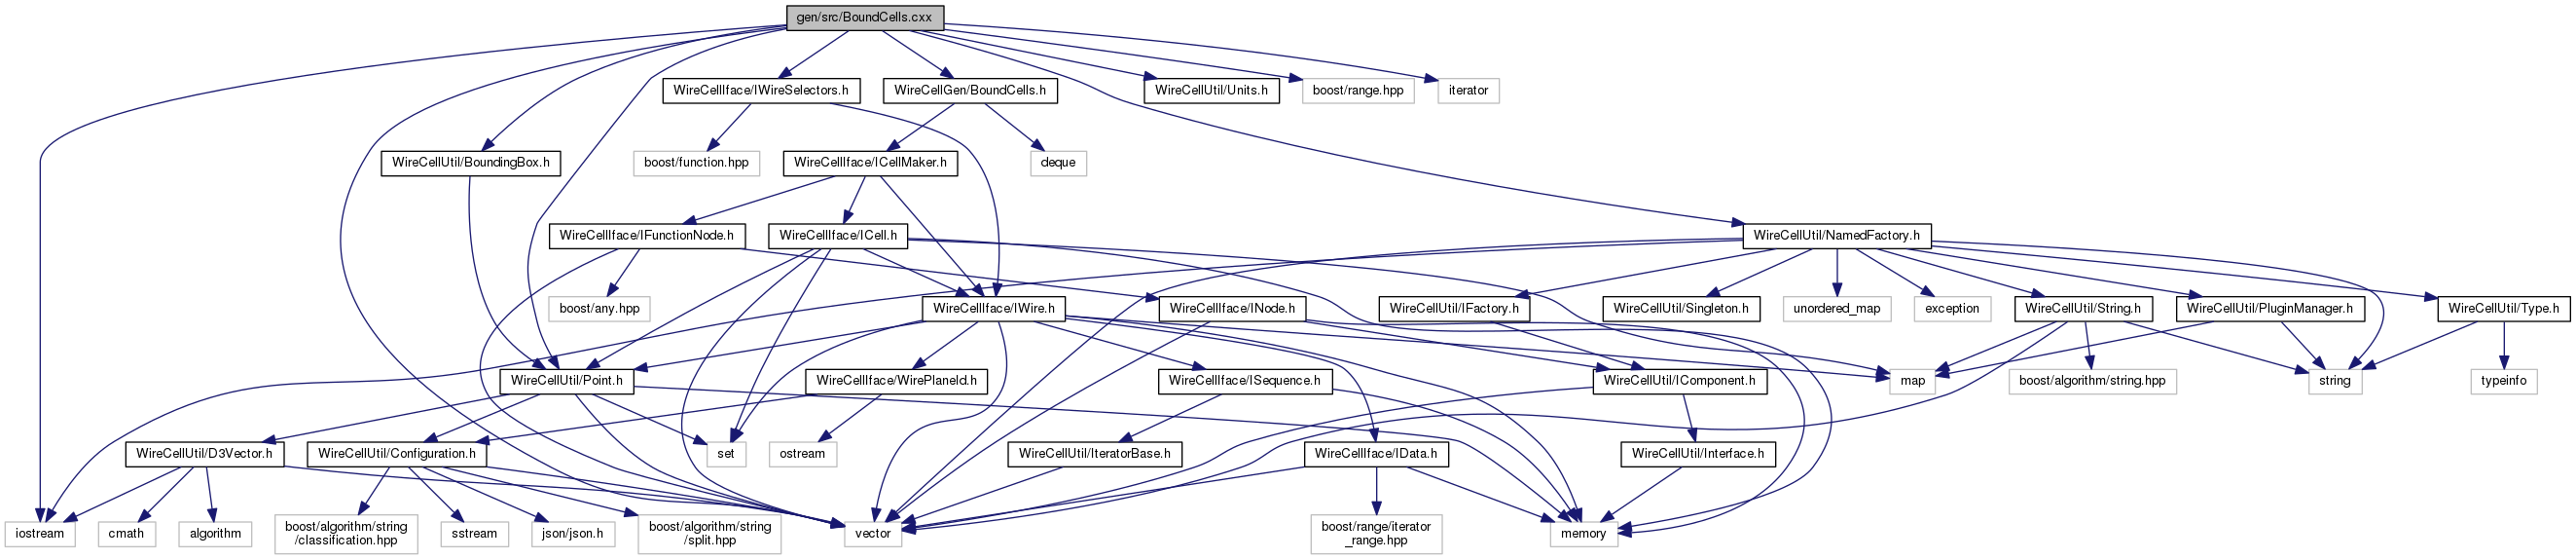 gen/src/BoundCells.cxx
WireCellIface/IWireSelectors.h
WireCellGen/BoundCells.h
WireCellUtil/Units.h
boost/range.hpp
iterator
WireCellUtil/BoundingBox.h
boost/function.hpp
WireCellIface/ICellMaker.h
deque
WireCellIface/IFunctionNode.h
WireCellIface/ICell.h
WireCellUtil/NamedFactory.h
boost/any.hpp
WireCellIface/IWire.h
WireCellIface/INode.h
WireCellUtil/IFactory.h
WireCellUtil/Singleton.h
unordered_map
exception
WireCellUtil/String.h
WireCellUtil/PluginManager.h
WireCellUtil/Type.h
WireCellUtil/Point.h
WireCellIface/WirePlaneId.h
WireCellIface/ISequence.h
WireCellUtil/IComponent.h
map
boost/algorithm/string.hpp
string
typeinfo
WireCellUtil/D3Vector.h
WireCellUtil/Configuration.h
set
ostream
WireCellUtil/IteratorBase.h
WireCellIface/IData.h
WireCellUtil/Interface.h
iostream
cmath
algorithm
boost/algorithm/string
/classification.hpp
sstream
json/json.h
boost/algorithm/string
/split.hpp
vector
boost/range/iterator
_range.hpp
memory